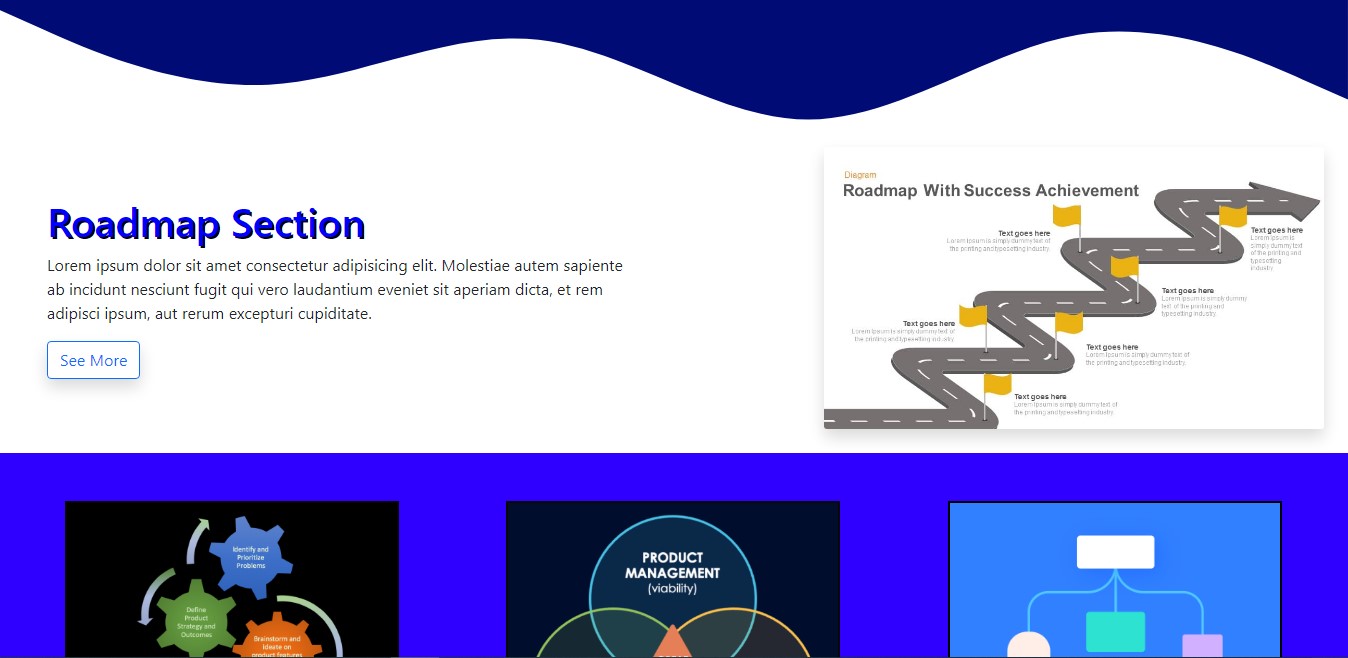 Roadmap Section
Lorem ipsum dolor sit amet consectetur adipisicing elit. Molestiae autem sapiente
ab incidunt nesciunt fugit qui vero laudantium eveniet sit aperiam dicta, et rem
adipisci ipsum, aut rerum excepturi cupiditate.
See More
Diagram
Roadmap With Success Achievement
Text goes here
Lorem Ipsum is simply dummy text of
the printing and typesetting industry.
Text goes here
Lorem Ipsum is
simply dummy text
of the printing and
typesetting
industry.
Text goes here
Lorem Ipsum is simply dummy
text of the printing and
typesetting industry.
Text goes here
Lorem Ipsum is simply dummy text of
the printing and typesetting industry.
Text goes here
Lorem Ipsum is simply dummy text of
the printing and typesetting industry.
Text goes here
Lorem Ipsum is simply dummy text of
the printing and typesetting industry.
Identify and
Prioritize
Problems
Define
Product
Strategy and
Outcomes
Brainstorm and
Ideate on
product features
PRODUCT
MANAGEMENT
(viability)